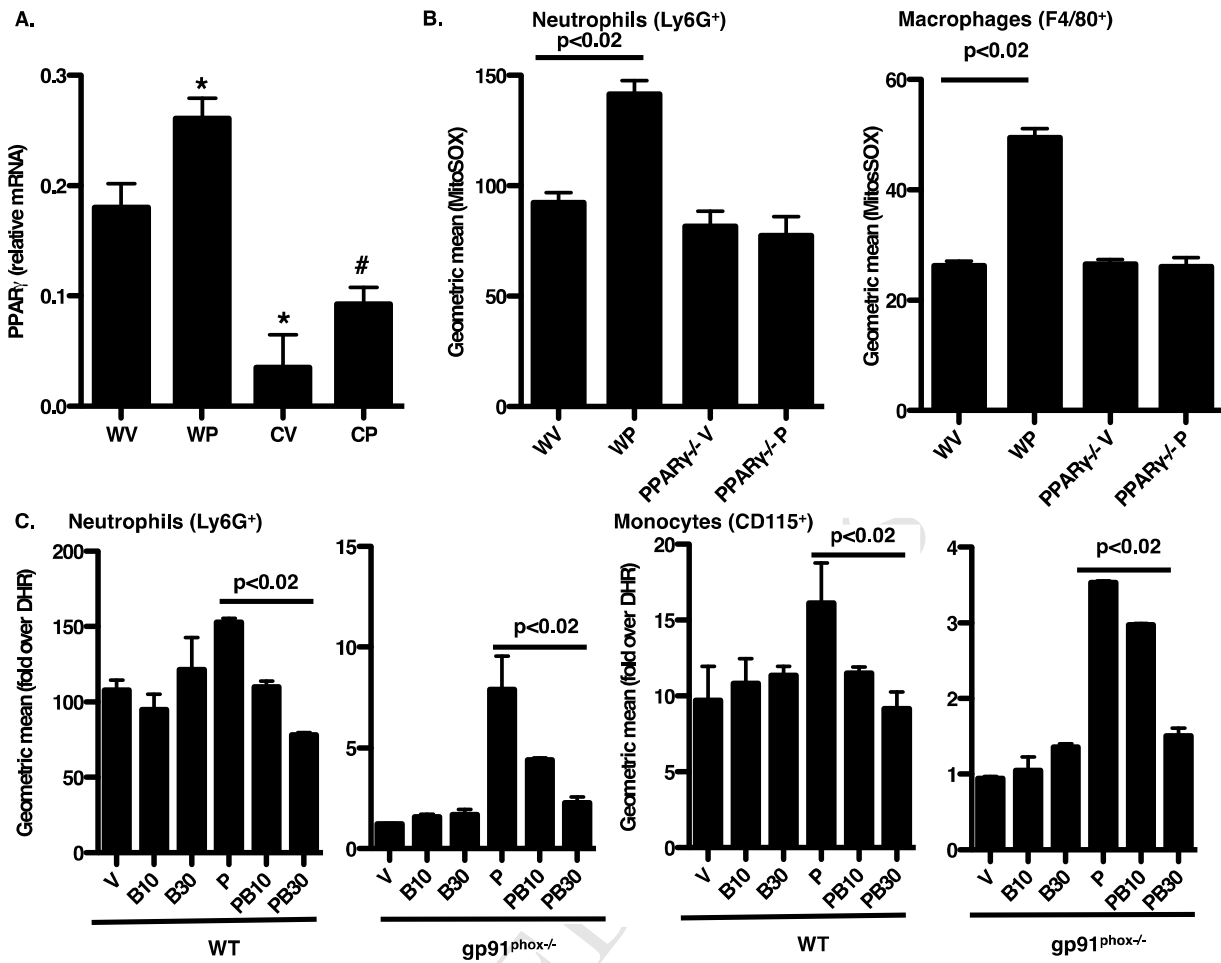 A.
PPARγ (relative mRNA)
0.3
0.2
0.1
0.0
*
*
#
WV WP CV CP
B.
Neutrophils (Ly6G⁺)
p<0.02
Geometric mean (MitoSOX)
150
100
50
0
WV WP PPARγ-/- V PPARγ-/- P
Macrophages (F4/80⁺)
p<0.02
Geometric mean (MitosSOX)
60
40
20
0
WV WP PPARγ-/- V PPARγ-/- P
C.
Neutrophils (Ly6G⁺)
Geometric mean (fold over DHR)
200
150
100
50
0
p<0.02
V B10 B30 P PB10 PB30
WT
15
10
5
0
p<0.02
V B10 B30 P PB10 PB30
gp91ᵖʰᵒˣ⁻/⁻
Monocytes (CD115⁺)
Geometric mean (fold over DHR)
20
15
10
5
0
p<0.02
V B10 B30 P PB10 PB30
WT
4
3
2
1
0
p<0.02
V B10 B30 P PB10 PB30
gp91ᵖʰᵒˣ⁻/⁻